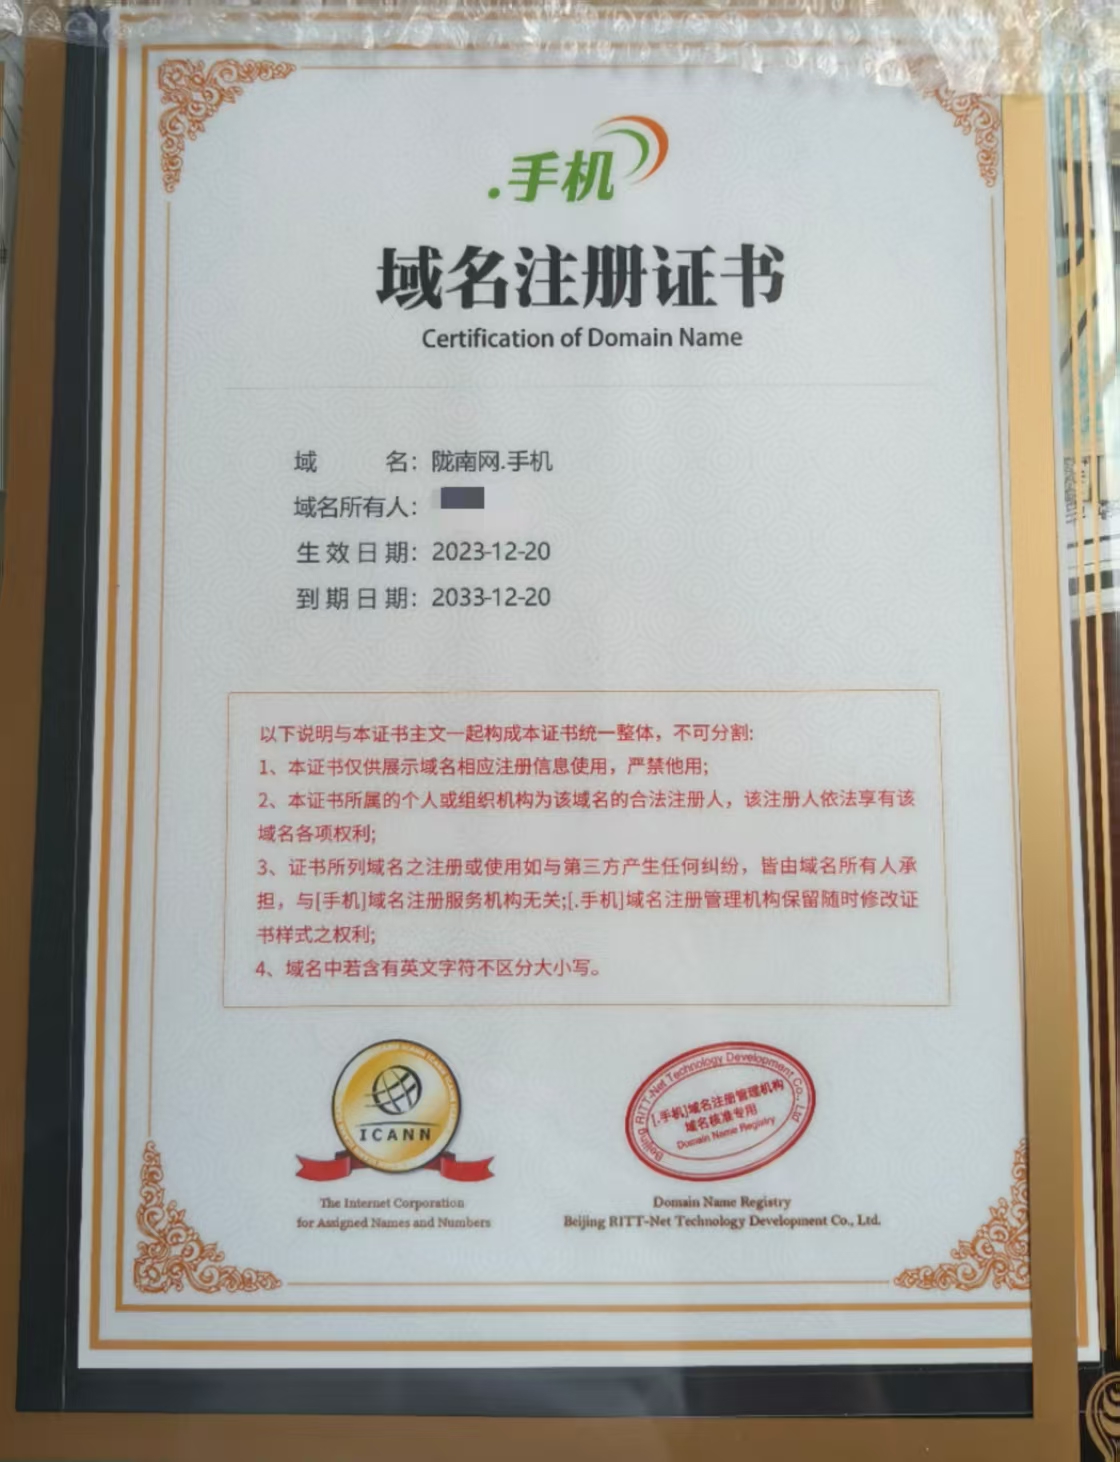 .手机
域名注册证书
Certification of Domain Name
域 名：陇南网.手机
域名所有人：
生效日期：2023-12-20
到期日期：2033-12-20
以下说明与本证书主文一起构成本证书统一整体，不可分割:
1、本证书仅供展示域名相应注册信息使用，严禁他用;
2、本证书所属的个人或组织机构为该域名的合法注册人，该注册人依法享有该
域名各项权利;
3、证书所列域名之注册或使用如与第三方产生任何纠纷，皆由域名所有人承
担，与[手机]域名注册服务机构无关;[.手机]域名注册管理机构保留随时修改证
书样式之权利;
4、域名中若含有英文字符不区分大小写。
ICANN
The Internet Corporation
for Assigned Names and Numbers
Beijing RITT-Net Technology Development Co., Ltd
[.手机]域名注册管理机构
域名核准专用
Domain Name Registry
Domain Name Registry
Beijing RITT-Net Technology Development Co., Ltd.